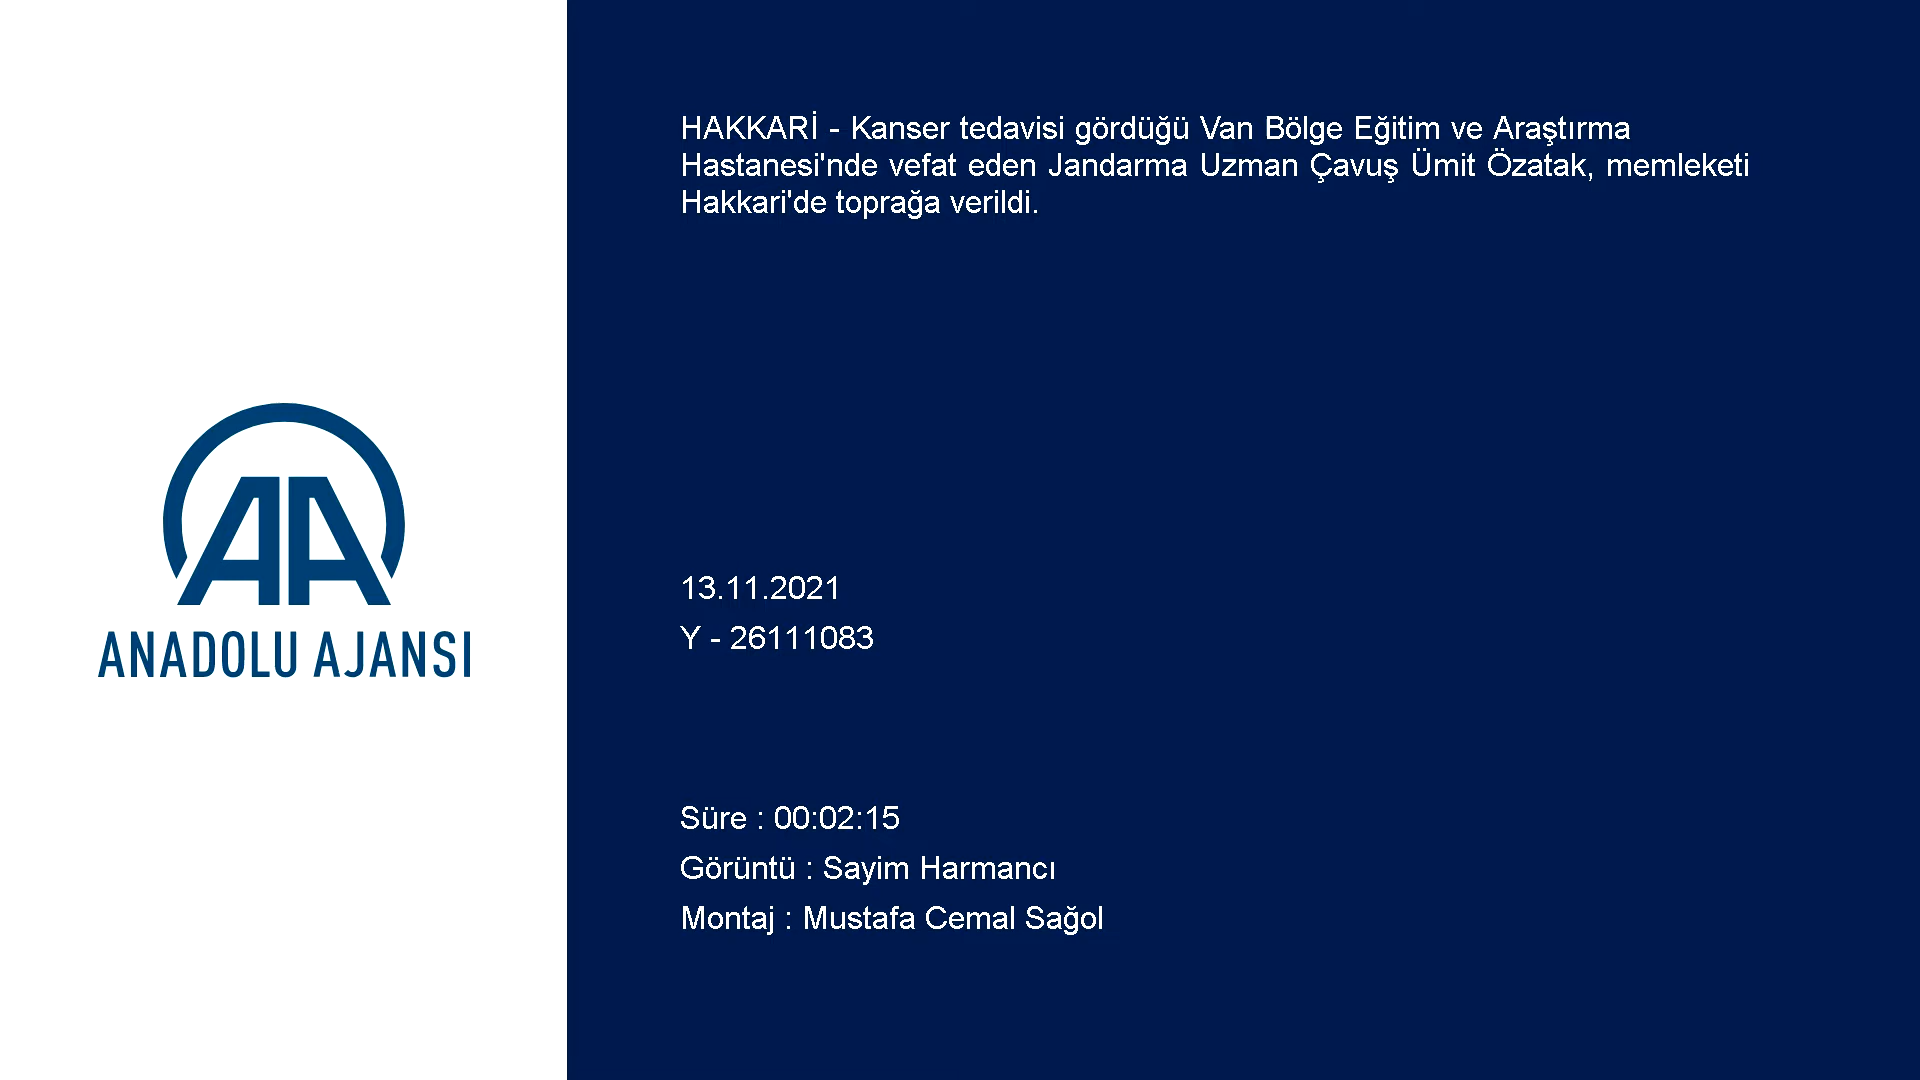 HAKKARİ - Kanser tedavisi gördüğü Van Bölge Eğitim ve Araştırma
Hastanesi'nde vefat eden Jandarma Uzman Çavuş Ümit Özatak, memleketi
Hakkari'de toprağa verildi.
AA
ANADOLU AJANSI
13.11.2021
Y - 26111083
Süre : 00:02:15
Görüntü : Sayim Harmancı
Montaj : Mustafa Cemal Sağol